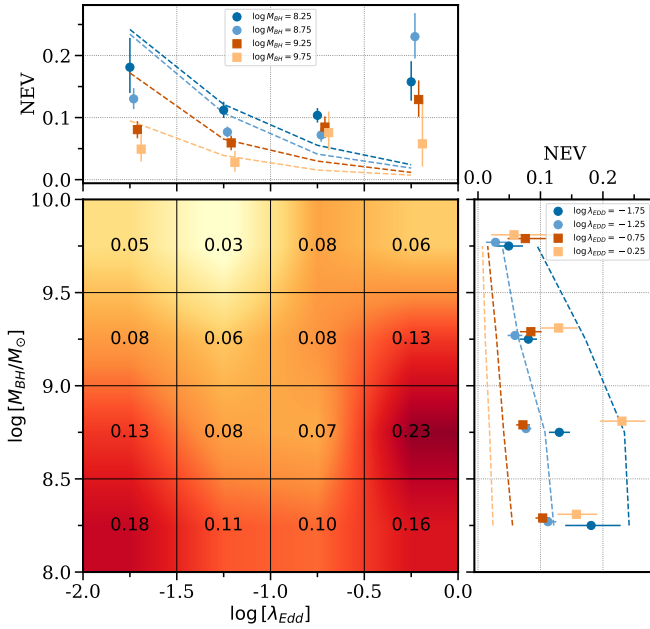 log M_BH = 8.25
log M_BH = 8.75
log M_BH = 9.25
log M_BH = 9.75
NEV
0.2
0.1
0.0
NEV
0.0 0.1 0.2
log λ_EDD = −1.75
log λ_EDD = −1.25
log λ_EDD = −0.75
log λ_EDD = −0.25
10.0
9.5
9.0
8.5
8.0
log [M_BH/M_⊙]
0.05 0.03 0.08 0.06
0.08 0.06 0.08 0.13
0.13 0.08 0.07 0.23
0.18 0.11 0.10 0.16
-2.0 -1.5 -1.0 -0.5 0.0
log [λ_Edd]